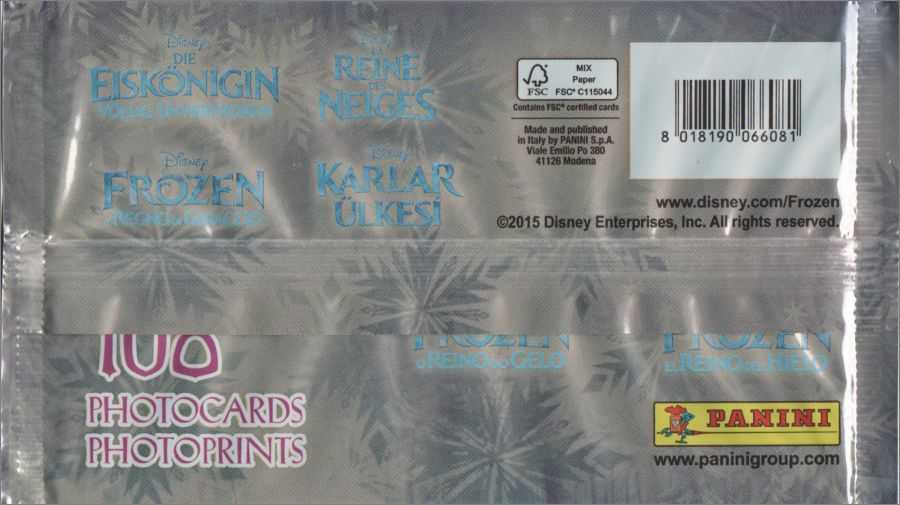 Disney
DIE
EISKÖNIGIN
VÖLLIG UNVERFROREN
Disney
LA
REINE
DES
NEIGES
Disney
FROZEN
IL REGNO DI GHIACCIO
Disney
KARLAR
ÜLKESİ
FSC
MIX
Paper
FSC® C115044
Contains FSC® certified cards
Made and published
in Italy by PANINI S.p.A.
Viale Emilio Po 380
41126 Modena
8 018190 066081
www.disney.com/Frozen
©2015 Disney Enterprises, Inc. All rights reserved.
108
PHOTOCARDS
PHOTOPRINTS
FROZEN
O REINO DO GELO
FROZEN
EL REINO DEL HIELO
PANINI
www.paninigroup.com